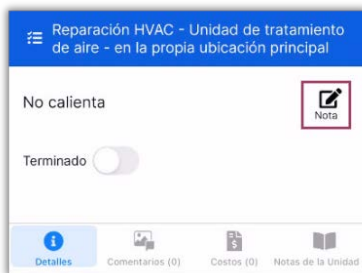 Reparación HVAC - Unidad de tratamiento
de aire - en la propia ubicación principal
No calienta
Nota
Terminado
Detalles
Comentarios (0)
Costos (0)
Notas de la Unidad